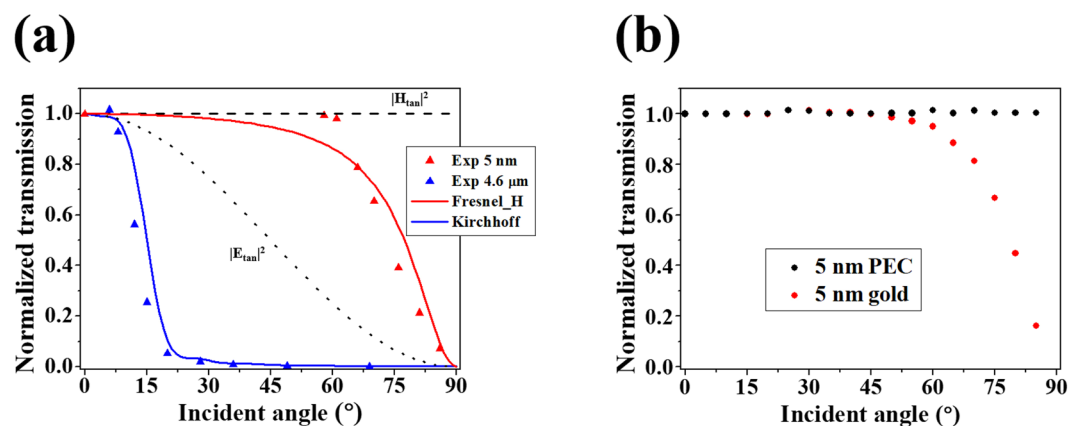 (a)
Normalized transmission
1.0
0.8
0.6
0.4
0.2
0.0
0 15 30 45 60 75 90
Incident angle (°)
|H_tan|²
|E_tan|²
Exp 5 nm
Exp 4.6 μm
Fresnel_H
Kirchhoff
(b)
Normalized transmission
1.0
0.8
0.6
0.4
0.2
0.0
0 15 30 45 60 75 90
Incident angle (°)
5 nm PEC
5 nm gold